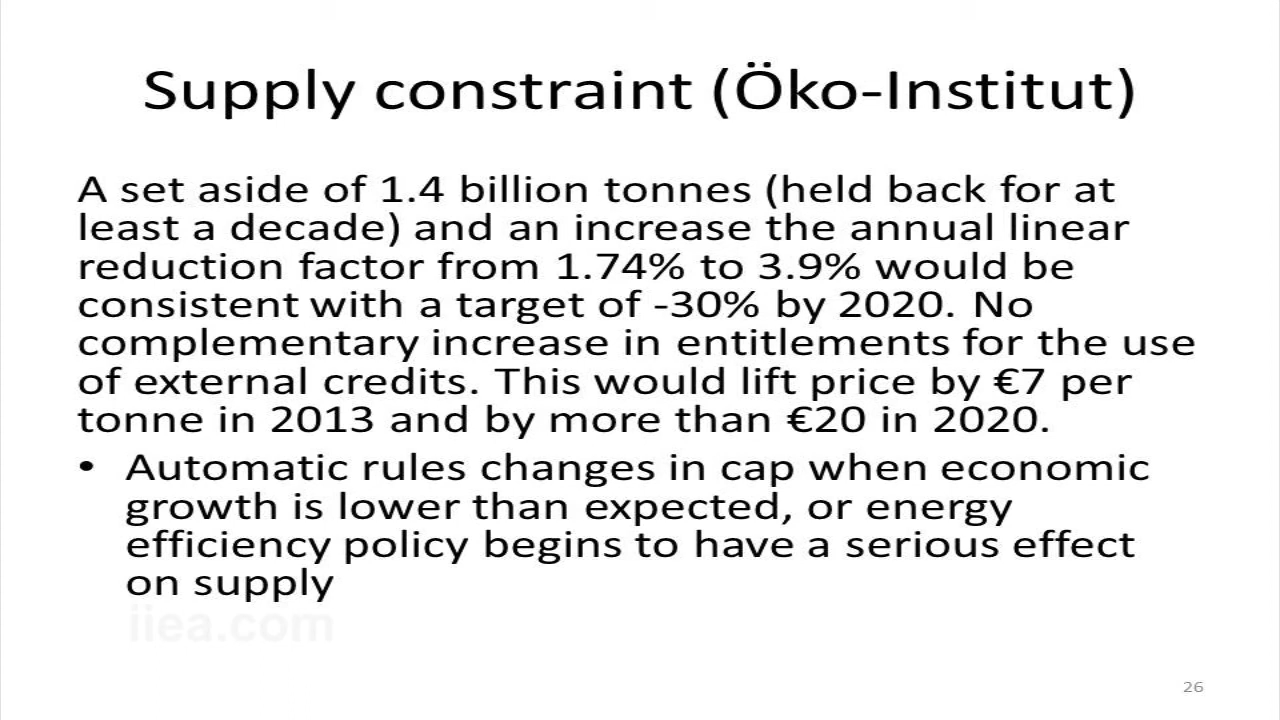 Supply constraint (Öko-Institut)
A set aside of 1.4 billion tonnes (held back for at
least a decade) and an increase the annual linear
reduction factor from 1.74% to 3.9% would be
consistent with a target of -30% by 2020. No
complementary increase in entitlements for the use
of external credits. This would lift price by €7 per
tonne in 2013 and by more than €20 in 2020.
• Automatic rules changes in cap when economic
growth is lower than expected, or energy
efficiency policy begins to have a serious effect
on supply
iiea.com
26